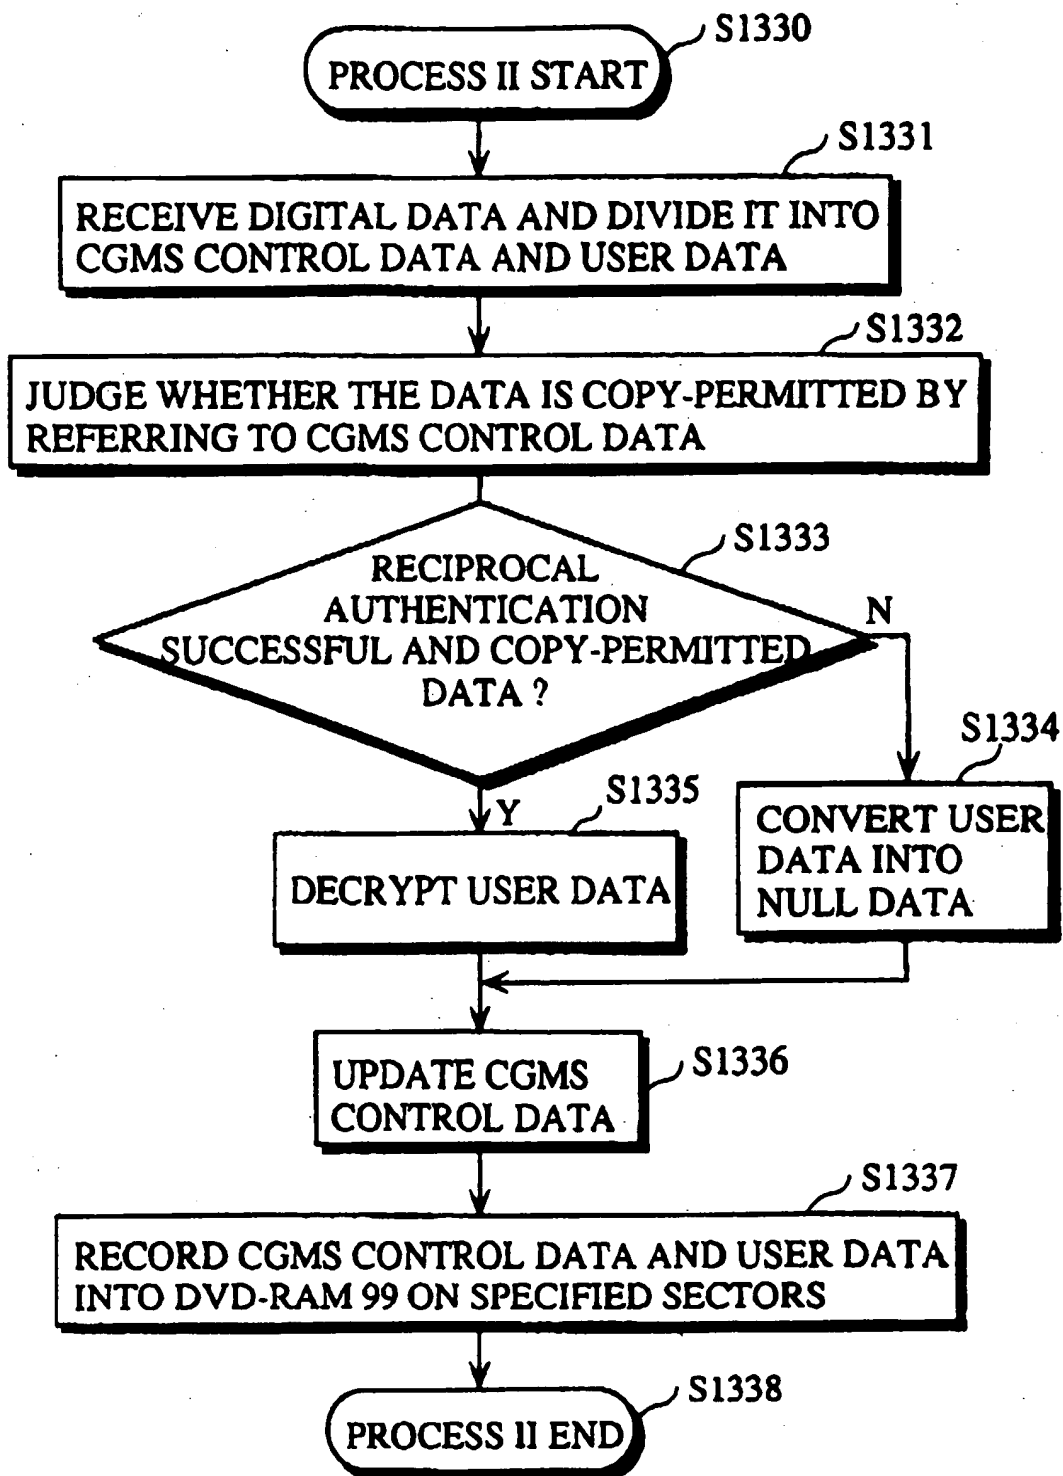 S1330
PROCESS II START
S1331
RECEIVE DIGITAL DATA AND DIVIDE IT INTO
CGMS CONTROL DATA AND USER DATA
S1332
JUDGE WHETHER THE DATA IS COPY-PERMITTED BY
REFERRING TO CGMS CONTROL DATA
S1333
RECIPROCAL
AUTHENTICATION
SUCCESSFUL AND COPY-PERMITTED
DATA ?
N
S1334
CONVERT USER
DATA INTO
NULL DATA
Y
S1335
DECRYPT USER DATA
S1336
UPDATE CGMS
CONTROL DATA
S1337
RECORD CGMS CONTROL DATA AND USER DATA
INTO DVD-RAM 99 ON SPECIFIED SECTORS
S1338
PROCESS II END